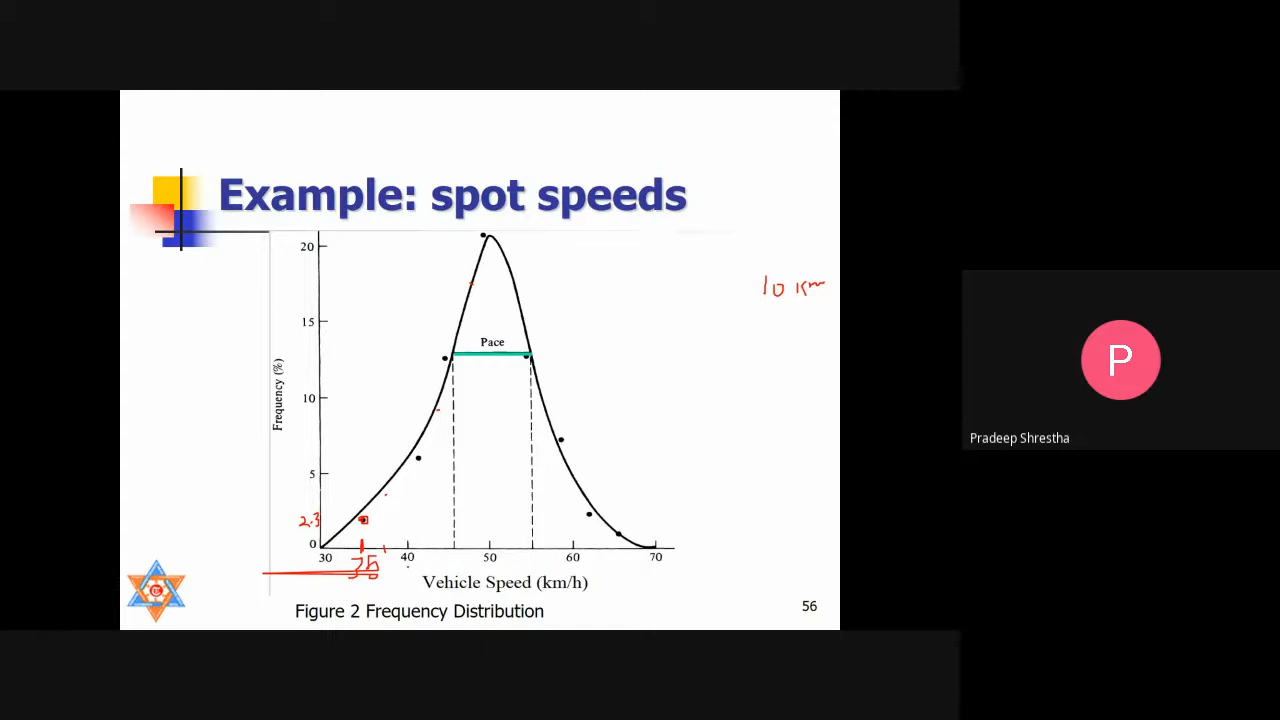 Example: spot speeds
20
15
10
5
0
Frequency (%)
Pace
10 Km
2.3
35
30 40 50 60 70
Vehicle Speed (km/h)
Figure 2 Frequency Distribution
56
P
Pradeep Shrestha